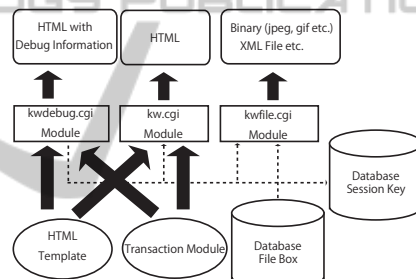 HTML with
Debug Information
HTML
Binary (jpeg, gif etc.)
XML File etc.
kwdebug.cgi
Module
kw.cgi
Module
kwfile.cgi
Module
Database
Session Key
HTML
Template
Transaction Module
Database
File Box